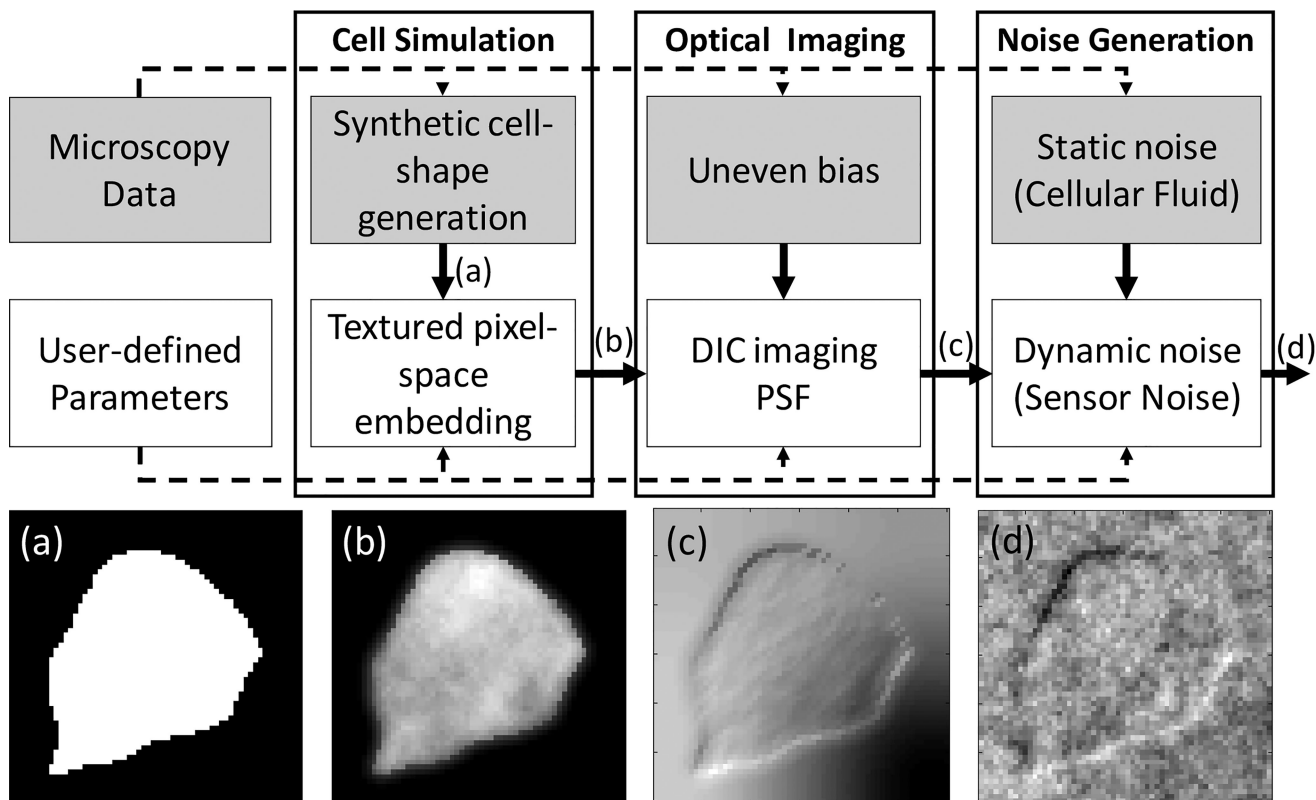 Cell Simulation
Optical Imaging
Noise Generation
Microscopy
Data
Synthetic cell-
shape
generation
Uneven bias
Static noise
(Cellular Fluid)
(a)
User-defined
Parameters
Textured pixel-
space
embedding
(b)
DIC imaging
PSF
(c)
Dynamic noise
(Sensor Noise)
(d)
(a)
(b)
(c)
(d)